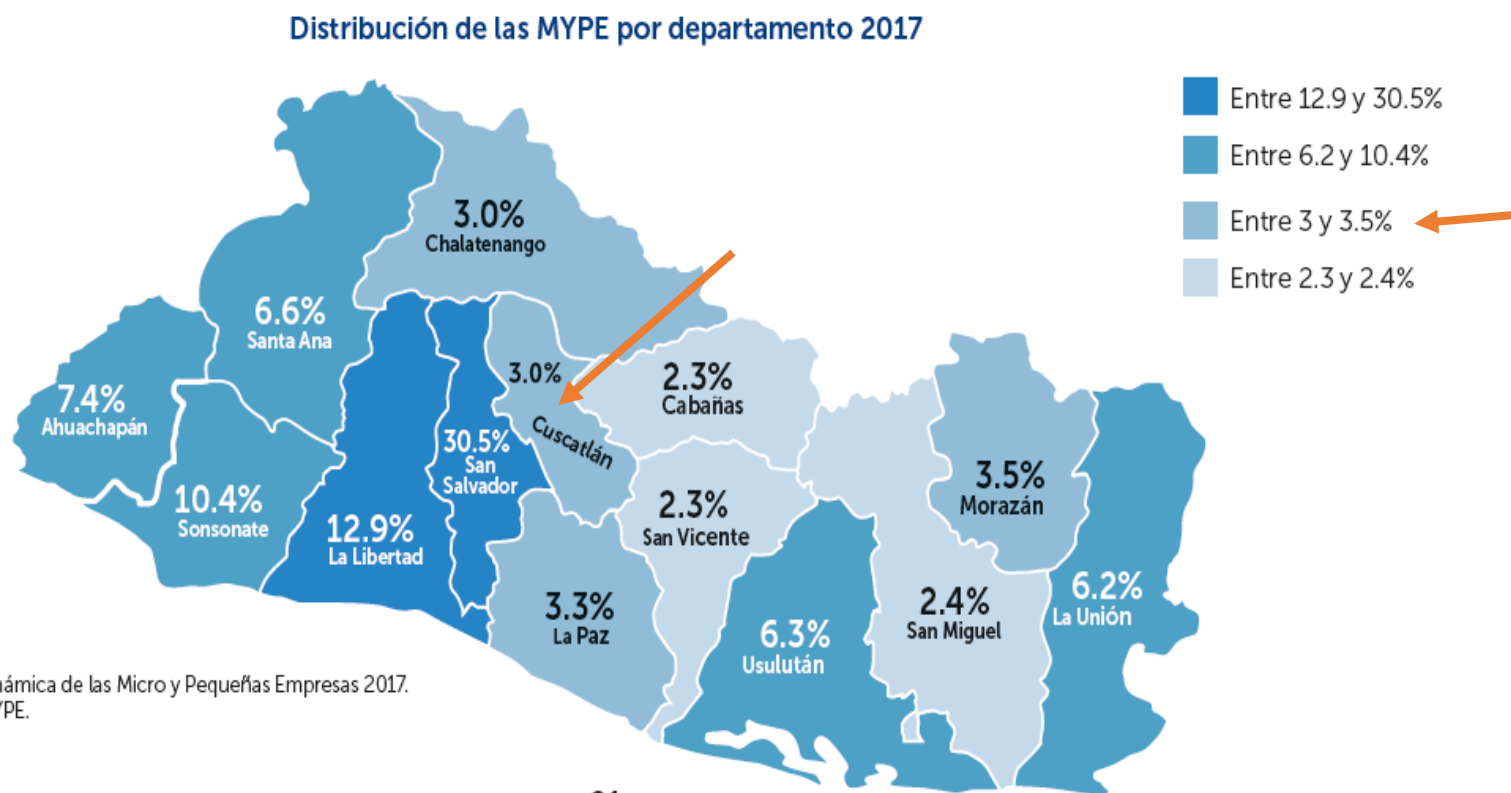 Distribución de las MYPE por departamento 2017
Entre 12.9 y 30.5%
Entre 6.2 y 10.4%
Entre 3 y 3.5%
Entre 2.3 y 2.4%
3.0%
Chalatenango
6.6%
Santa Ana
7.4%
Ahuachapán
10.4%
Sonsonate
12.9%
La Libertad
30.5%
San
Salvador
3.0%
Cuscatlán
2.3%
Cabañas
2.3%
San Vicente
3.3%
La Paz
6.3%
Usulután
2.4%
San Miguel
3.5%
Morazán
6.2%
La Unión
de las Micro y Pequeñas Empresas 2017.